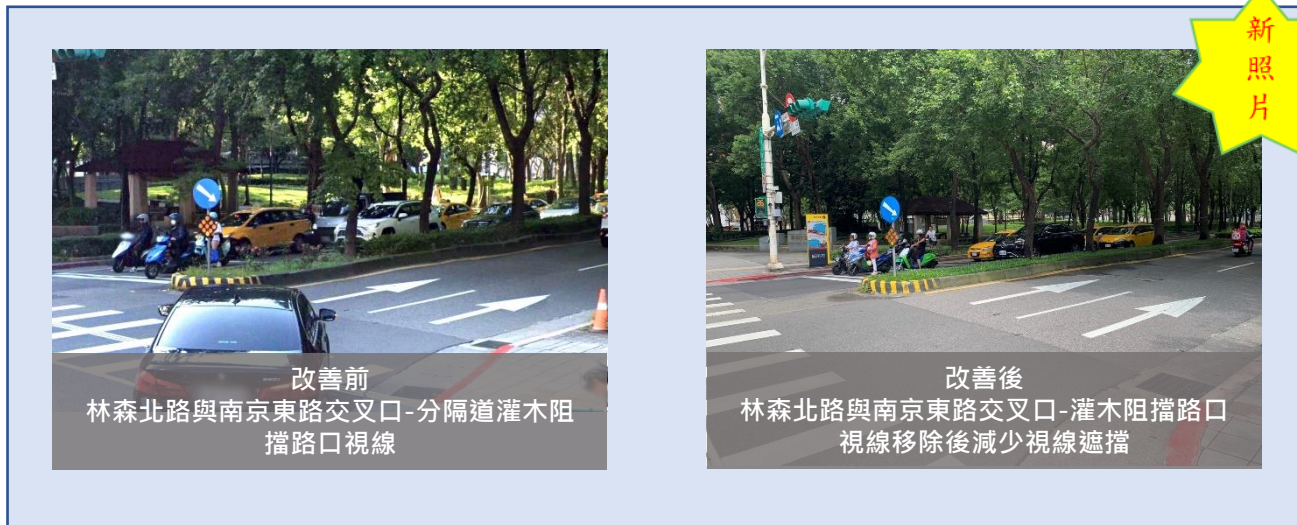 新
照
片
改善前
林森北路與南京東路交叉口-分隔道灌木阻
擋路口視線
改善後
林森北路與南京東路交叉口-灌木阻擋路口
視線移除後減少視線遮擋